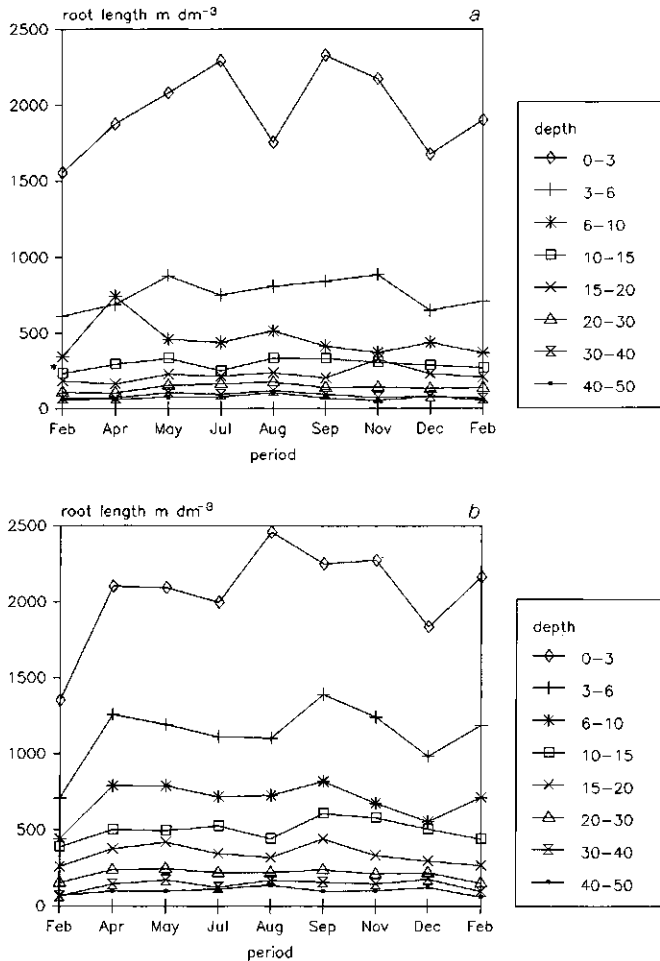 root length m dm⁻³
a
2500
2000
1500
1000
500
0
*
Feb Apr May Jul Aug Sep Nov Dec Feb
period
depth
0-3
3-6
6-10
10-15
15-20
20-30
30-40
40-50
root length m dm⁻³
b
2500
2000
1500
1000
500
0
Feb Apr May Jul Aug Sep Nov Dec Feb
period
depth
0-3
3-6
6-10
10-15
15-20
20-30
30-40
40-50